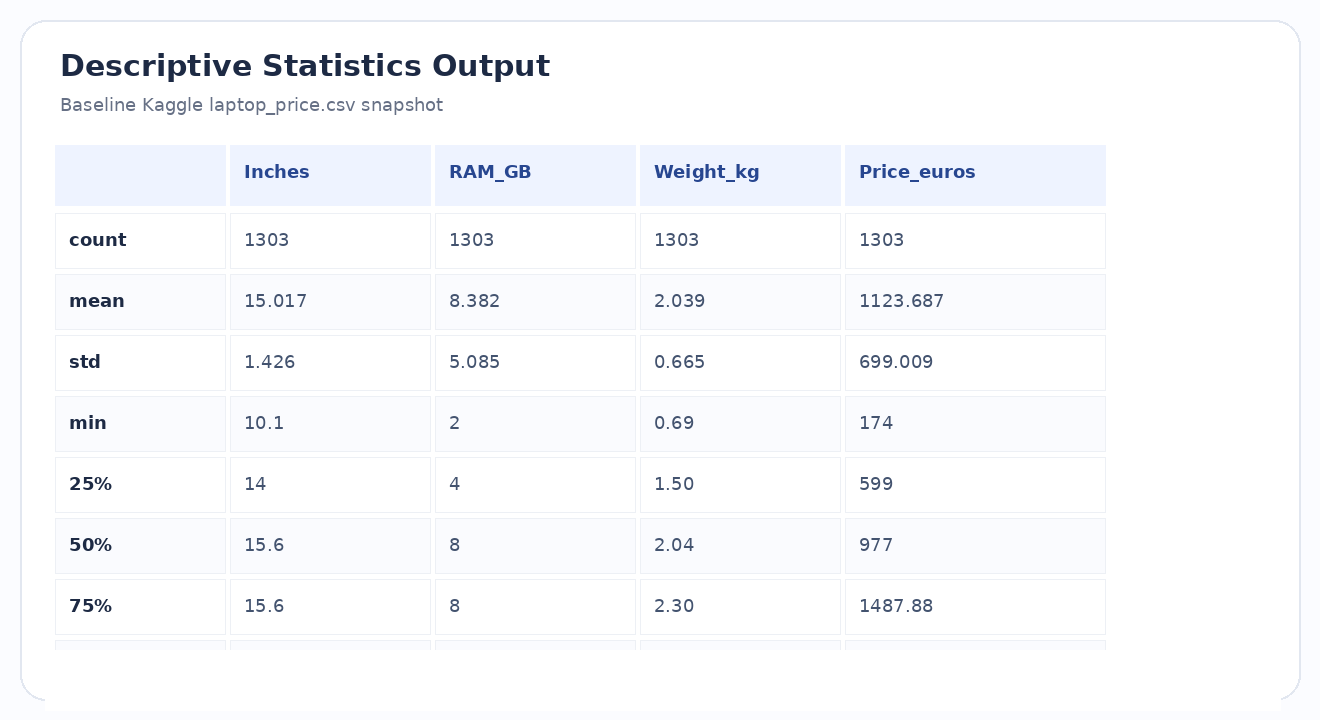 Descriptive Statistics Output
Baseline Kaggle laptop_price.csv snapshot
Inches RAM_GB Weight_kg Price_euros
count 1303 1303 1303 1303
mean 15.017 8.382 2.039 1123.687
std 1.426 5.085 0.665 699.009
min 10.1 2 0.69 174
25% 14 4 1.50 599
50% 15.6 8 2.04 977
75% 15.6 8 2.30 1487.88